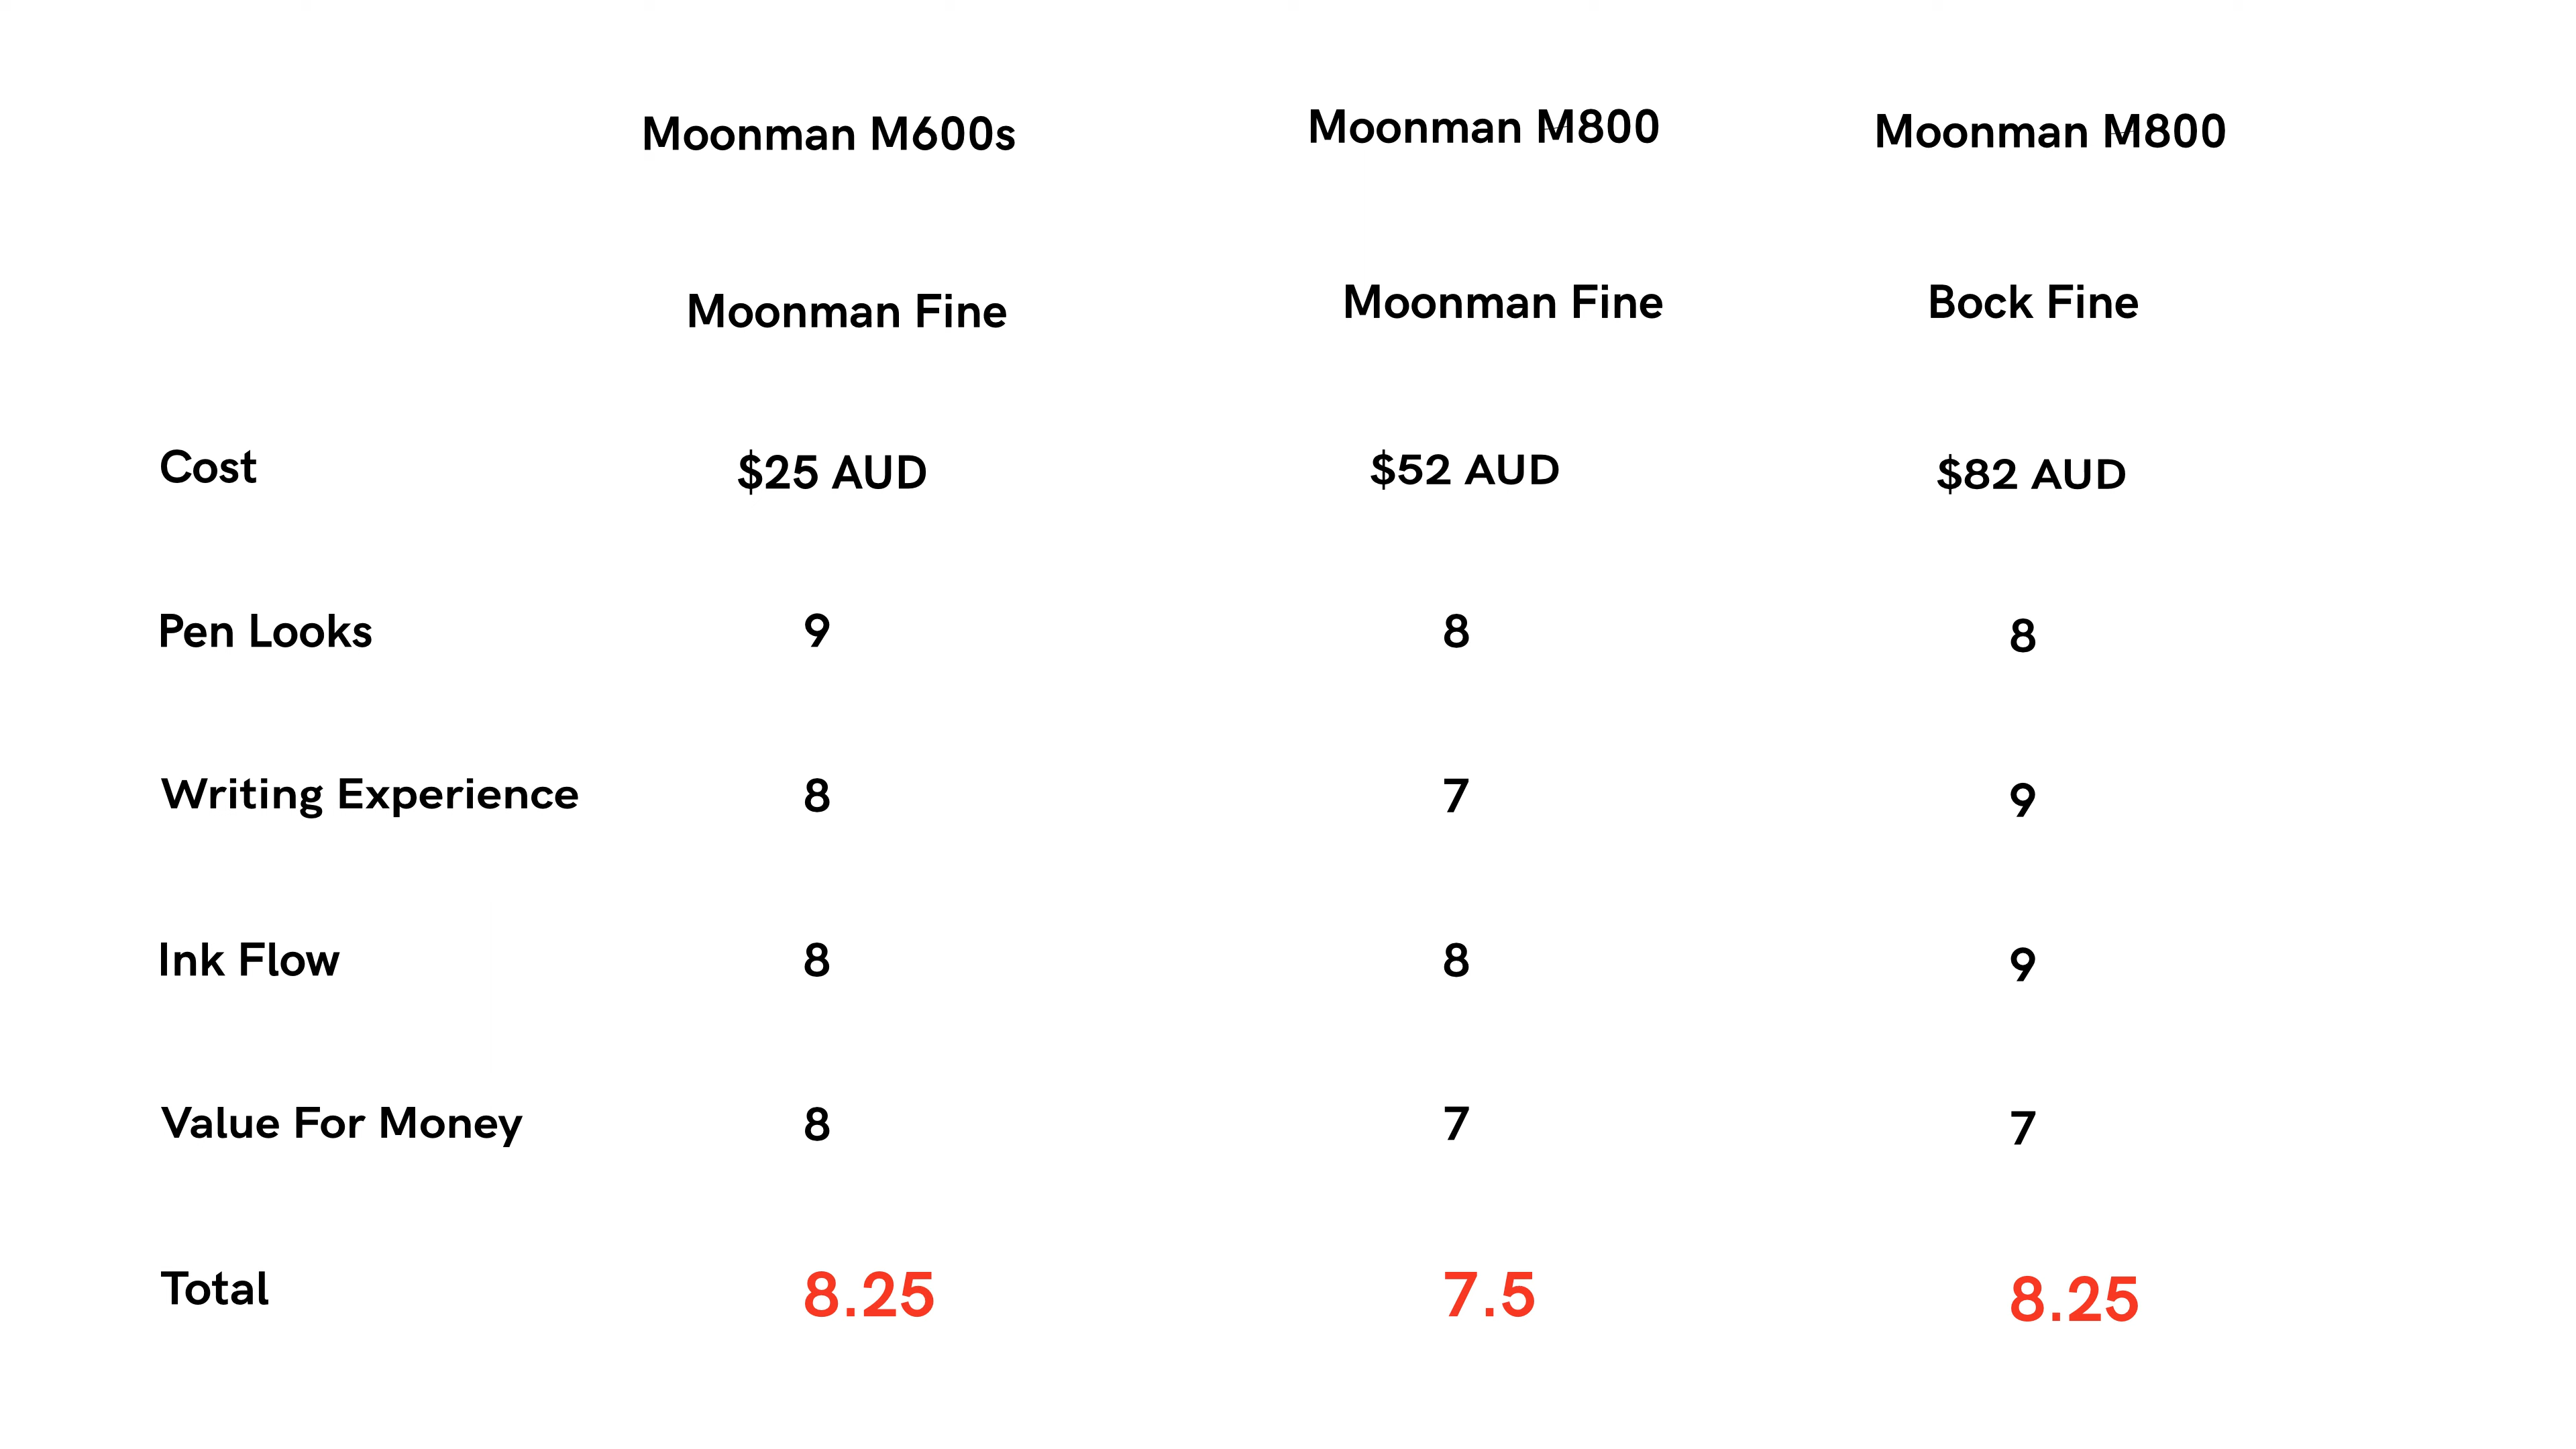 Moonman M600s Moonman M800 Moonman M800
Moonman Fine Moonman Fine Bock Fine
Cost $25 AUD $52 AUD $82 AUD
Pen Looks 9 8 8
Writing Experience 8 7 9
Ink Flow 8 8 9
Value For Money 8 7 7
Total 8.25 7.5 8.25